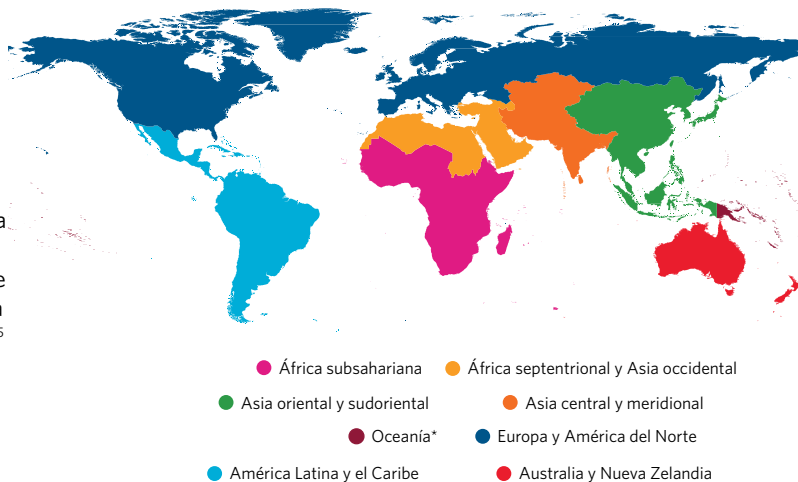 a
e
África subsahariana África septentrional y Asia occidental
Asia oriental y sudoriental Asia central y meridional
Oceanía* Europa y América del Norte
América Latina y el Caribe Australia y Nueva Zelandia